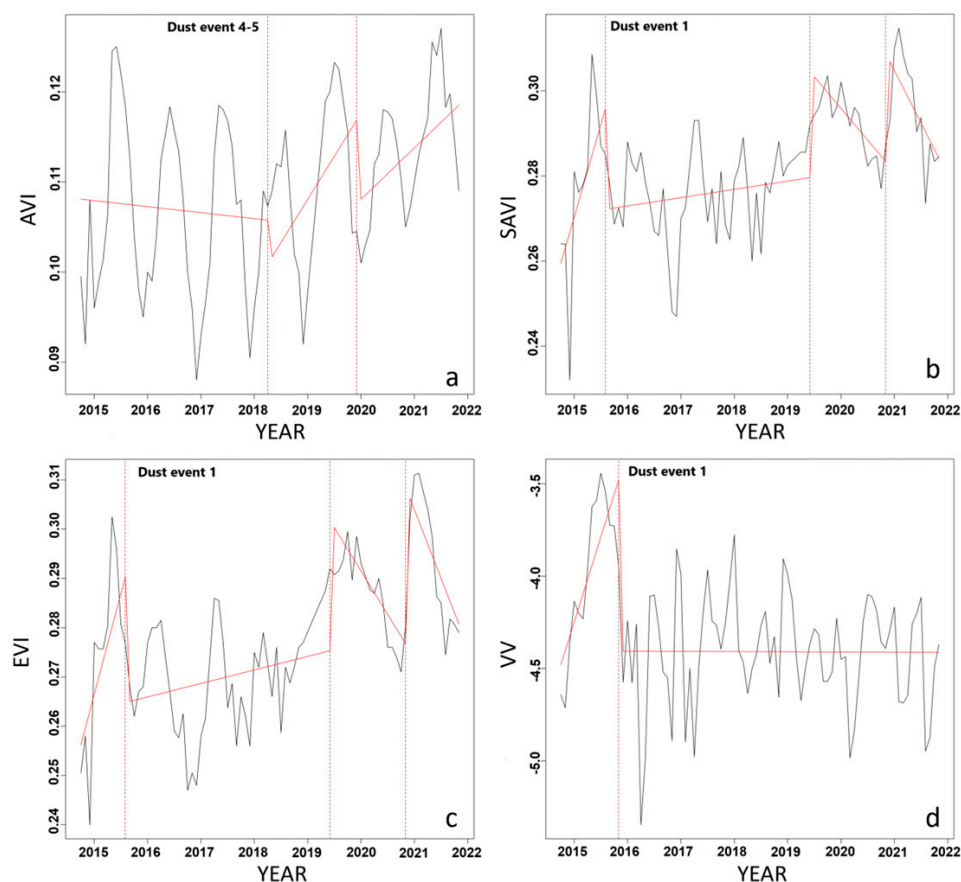 Dust event 4-5
0.12
0.11
0.10
0.09
AVI
2015 2016 2017 2018 2019 2020 2021 2022
YEAR
a
Dust event 1
0.30
0.28
0.26
0.24
SAVI
2015 2016 2017 2018 2019 2020 2021 2022
YEAR
b
Dust event 1
0.31
0.30
0.29
0.28
0.27
0.26
0.25
0.24
EVI
2015 2016 2017 2018 2019 2020 2021 2022
YEAR
c
Dust event 1
-3.5
-4.0
-4.5
-5.0
VV
2015 2016 2017 2018 2019 2020 2021 2022
YEAR
d